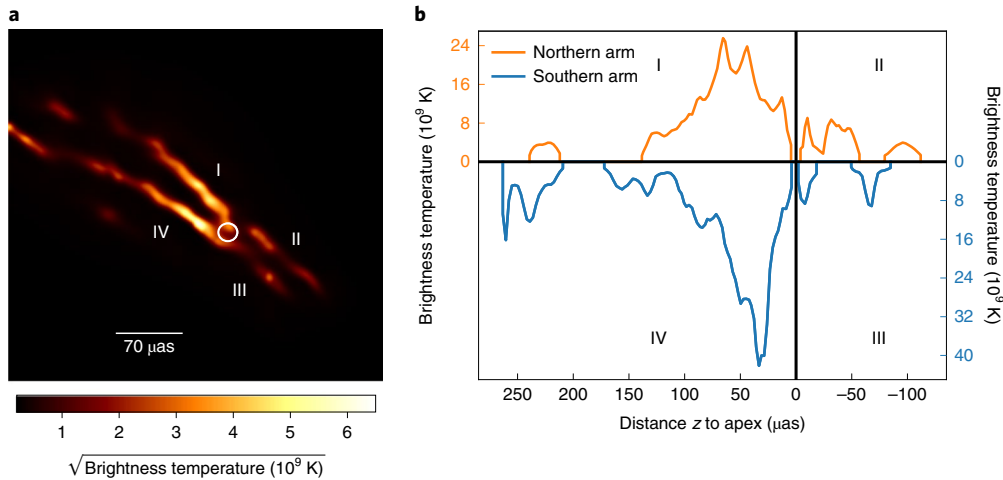 a
I
II
IV
III
70 μas
1 2 3 4 5 6
√Brightness temperature (10⁹ K)
b
Northern arm
Southern arm
I
II
IV
III
Brightness temperature (10⁹ K)
24
16
8
0
0
8
16
24
32
40
Brightness temperature (10⁹ K)
250 200 150 100 50 0 −50 −100
Distance z to apex (μas)